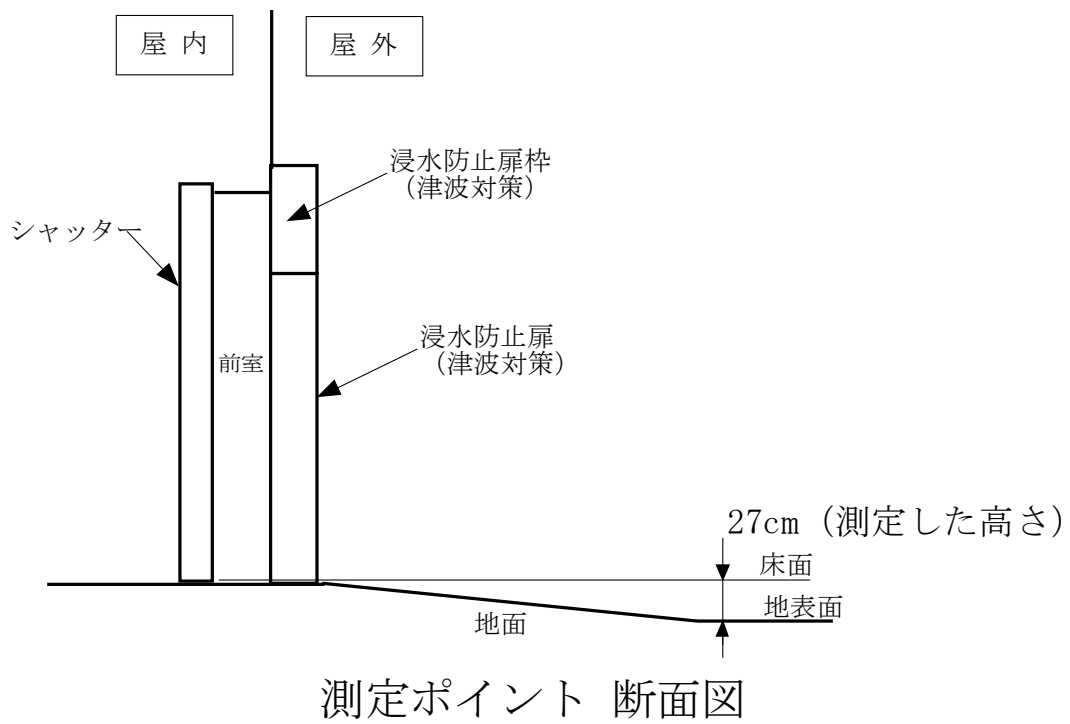 屋 内
屋 外
浸水防止扉枠
（津波対策）
シャッター
浸水防止扉
（津波対策）
前室
27cm（測定した高さ）
床面
地表面
地面
測定ポイント 断面図